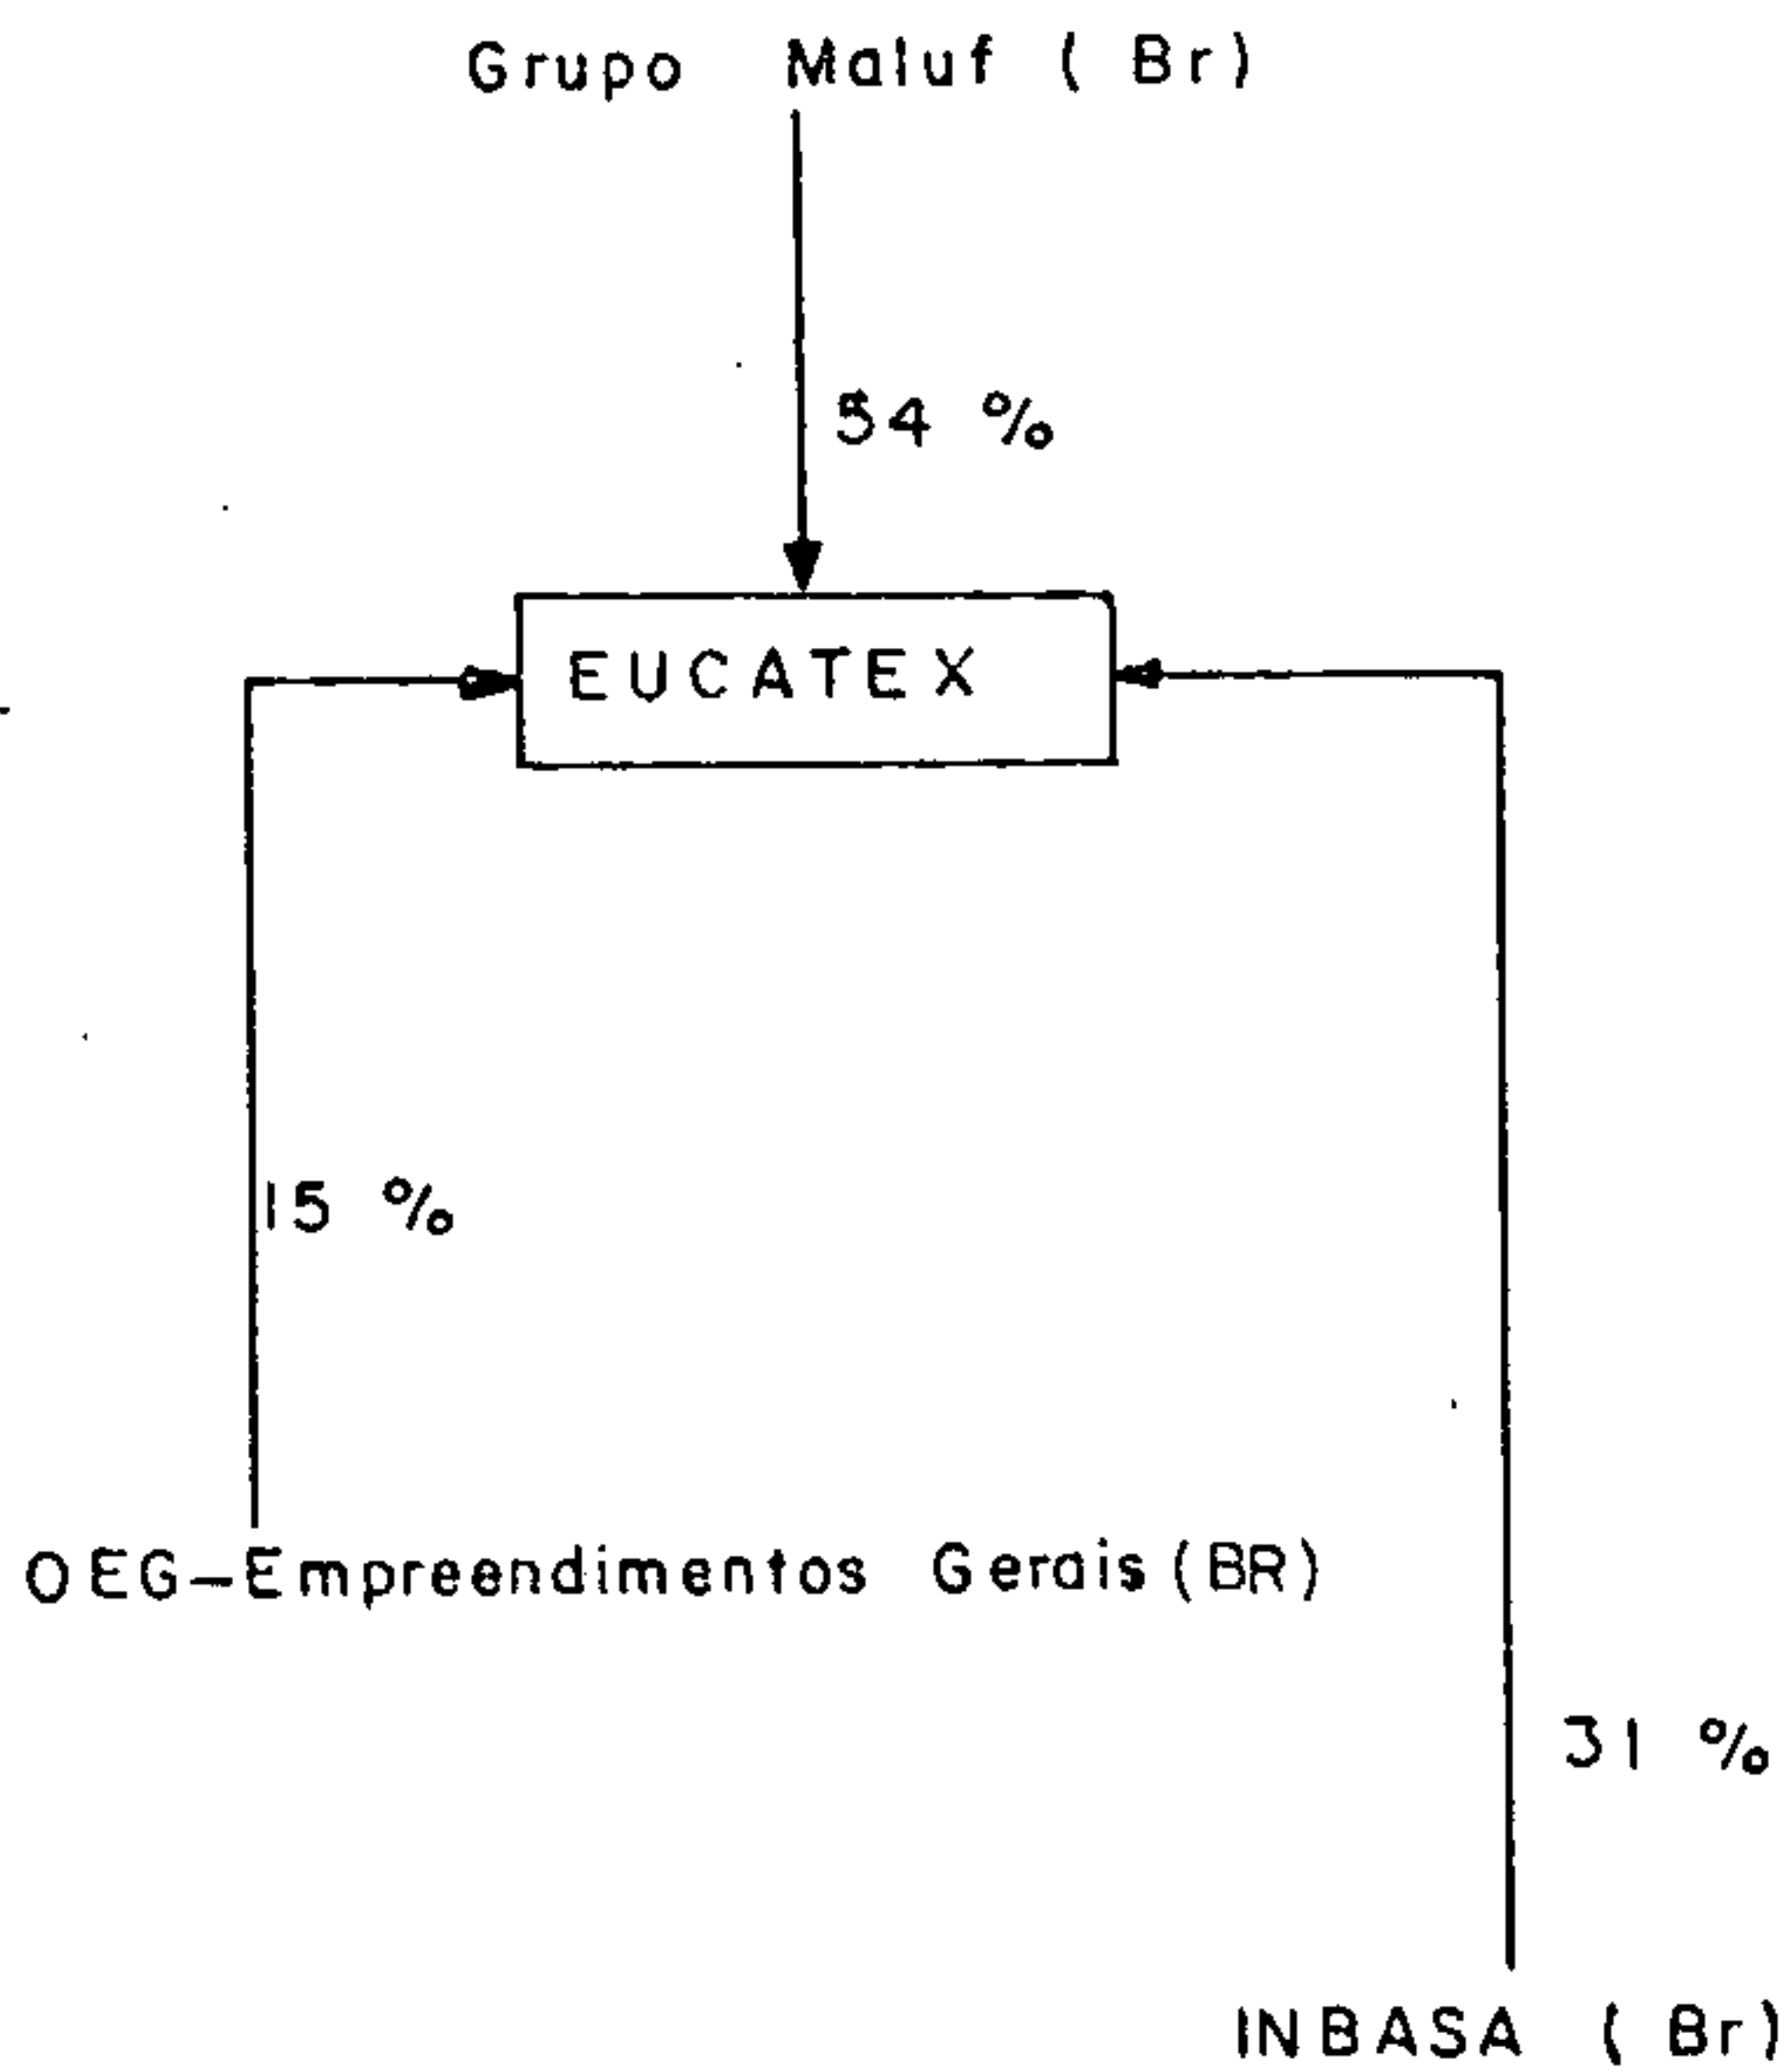 Grupo Maluf ( Br)
54 %
EUCATEX
15 %
OEG-Empreendimentos Gerais(BR)
31 %
INBASA ( Br)